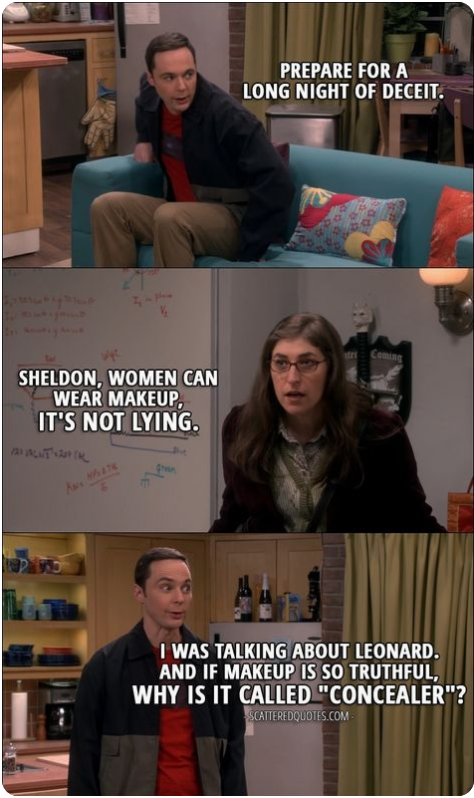 PREPARE FOR A
LONG NIGHT OF DECEIT.
SHELDON, WOMEN CAN
WEAR MAKEUP,
IT'S NOT LYING.
I WAS TALKING ABOUT LEONARD.
AND IF MAKEUP IS SO TRUTHFUL,
WHY IS IT CALLED "CONCEALER"?
- SCATTEREDQUOTES.COM -